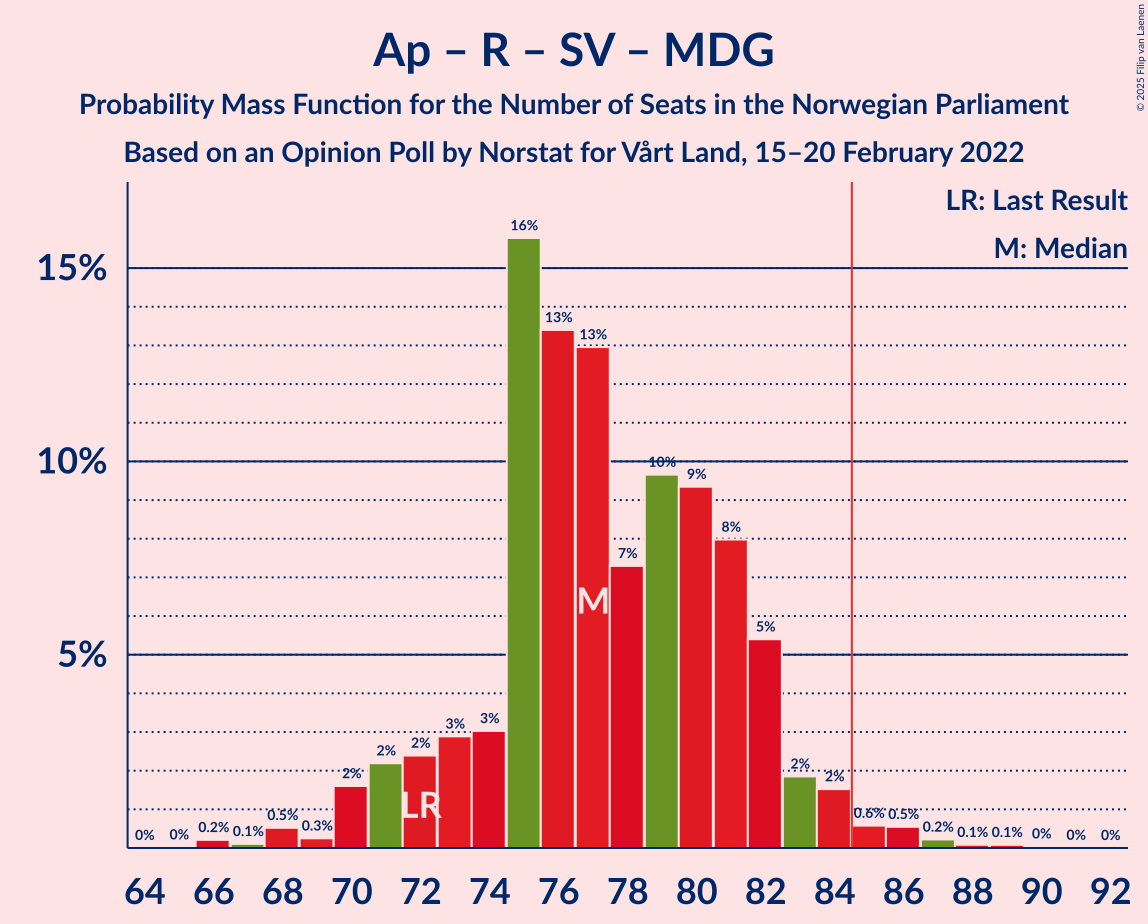 Ap – R – SV – MDG
Probability Mass Function for the Number of Seats in the Norwegian Parliament
Based on an Opinion Poll by Norstat for Vårt Land, 15–20 February 2022
© 2025 Filip van Laenen
LR: Last Result
M: Median
15%
10%
5%
0% 0% 0.2% 0.1% 0.5% 0.3% 2% 2% 2% 3% 3% 16% 13% 13% 7% 10% 9% 8% 5% 2% 2% 0.6% 0.5% 0.2% 0.1% 0.1% 0% 0% 0%
M
LR
64 66 68 70 72 74 76 78 80 82 84 86 88 90 92